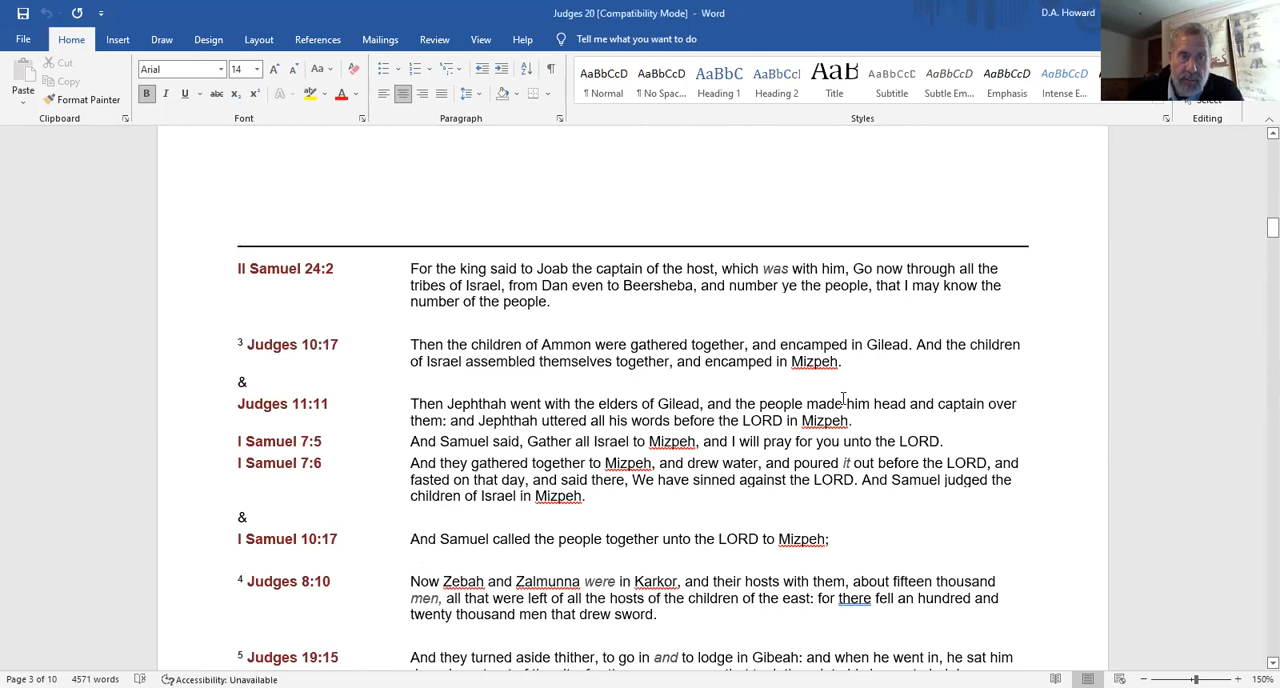 Judges 20 [Compatibility Mode] - Word
D.A. Howard
File Home Insert Draw Design Layout References Mailings Review View Help Tell me what you want to do
Paste
Cut
Copy
Format Painter
Clipboard
Arial 14
Font
Paragraph
AaBbCcD AaBbCcD AaBbC AaBbCcl AaB AaBbCcD AaBbCcD AaBbCcD AaBbCcD
¶ Normal ¶ No Spac... Heading 1 Heading 2 Title Subtitle Subtle Em... Emphasis Intense E...
Styles
Select
Editing
II Samuel 24:2 For the king said to Joab the captain of the host, which was with him, Go now through all the
tribes of Israel, from Dan even to Beersheba, and number ye the people, that I may know the
number of the people.
3 Judges 10:17 Then the children of Ammon were gathered together, and encamped in Gilead. And the children
of Israel assembled themselves together, and encamped in Mizpeh.
&
Judges 11:11 Then Jephthah went with the elders of Gilead, and the people made him head and captain over
them: and Jephthah uttered all his words before the LORD in Mizpeh.
I Samuel 7:5 And Samuel said, Gather all Israel to Mizpeh, and I will pray for you unto the LORD.
I Samuel 7:6 And they gathered together to Mizpeh, and drew water, and poured it out before the LORD, and
fasted on that day, and said there, We have sinned against the LORD. And Samuel judged the
children of Israel in Mizpeh.
&
I Samuel 10:17 And Samuel called the people together unto the LORD to Mizpeh;
4 Judges 8:10 Now Zebah and Zalmunna were in Karkor, and their hosts with them, about fifteen thousand
men, all that were left of all the hosts of the children of the east: for there fell an hundred and
twenty thousand men that drew sword.
5 Judges 19:15 And they turned aside thither, to go in and to lodge in Gibeah: and when he went in, he sat him
Page 3 of 10 4571 words Accessibility: Unavailable 150%